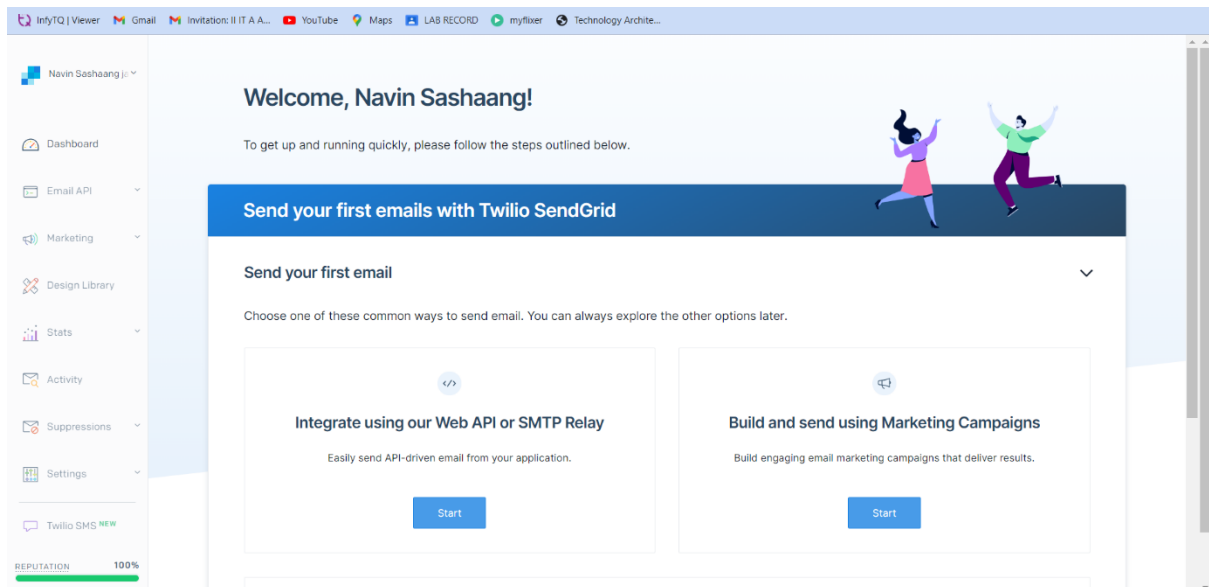 InfyTQ | Viewer Gmail Invitation: II IT A A... YouTube Maps LAB RECORD myflixer Technology Archite...
Navin Sashaang
Dashboard
Email API
Marketing
Design Library
Stats
Activity
Suppressions
Settings
Twilio SMS NEW
REPUTATION 100%
Welcome, Navin Sashaang!
To get up and running quickly, please follow the steps outlined below.
Send your first emails with Twilio SendGrid
Send your first email
Choose one of these common ways to send email. You can always explore the other options later.
Integrate using our Web API or SMTP Relay
Easily send API-driven email from your application.
Start
Build and send using Marketing Campaigns
Build engaging email marketing campaigns that deliver results.
Start